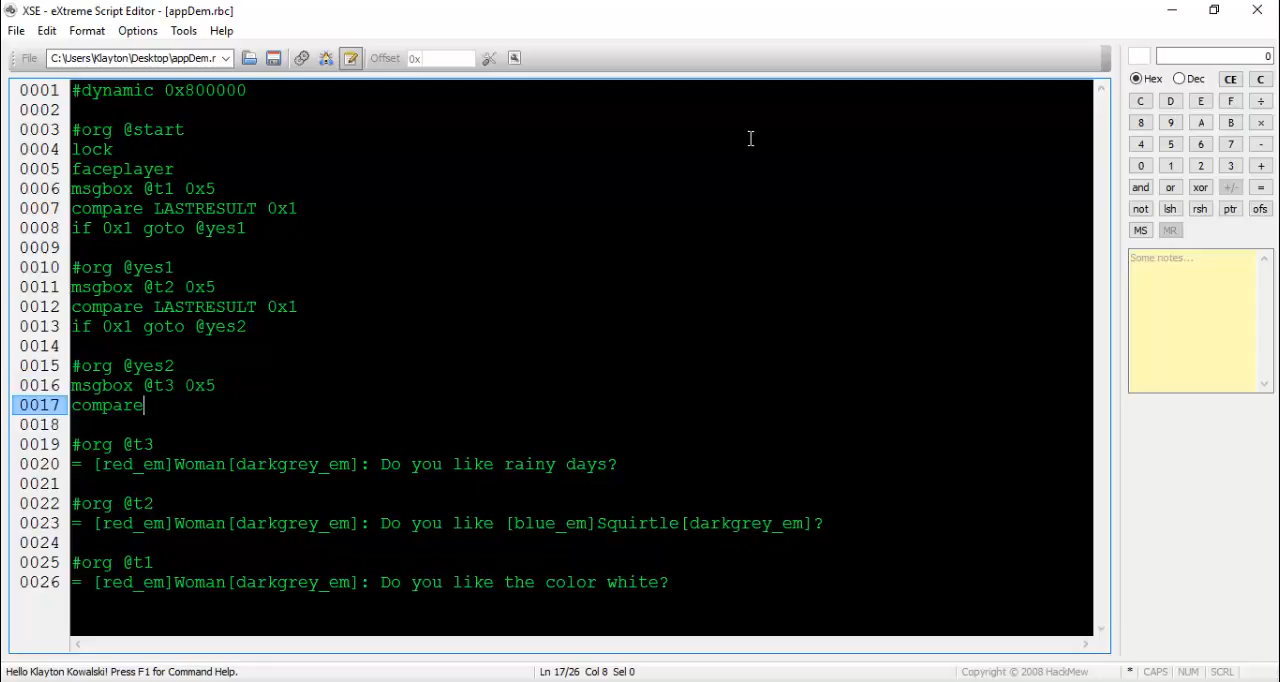 XSE - eXtreme Script Editor - [appDem.rbc]
File Edit Format Options Tools Help
File C:\Users\Klayton\Desktop\appDem.r Offset 0x
0
Hex Dec CE C
C D E F ÷
8 9 A B ×
4 5 6 7 -
0 1 2 3 +
and or xor +/- =
not lsh rsh ptr ofs
MS MR
Some notes...
0001 #dynamic 0x800000
0002
0003 #org @start
0004 lock
0005 faceplayer
0006 msgbox @t1 0x5
0007 compare LASTRESULT 0x1
0008 if 0x1 goto @yes1
0009
0010 #org @yes1
0011 msgbox @t2 0x5
0012 compare LASTRESULT 0x1
0013 if 0x1 goto @yes2
0014
0015 #org @yes2
0016 msgbox @t3 0x5
0017 compare
0018
0019 #org @t3
0020 = [red_em]Woman[darkgrey_em]: Do you like rainy days?
0021
0022 #org @t2
0023 = [red_em]Woman[darkgrey_em]: Do you like [blue_em]Squirtle[darkgrey_em]?
0024
0025 #org @t1
0026 = [red_em]Woman[darkgrey_em]: Do you like the color white?
Hello Klayton Kowalski! Press F1 for Command Help. Ln 17/26 Col 8 Sel 0 Copyright © 2008 HackMew * CAPS NUM SCRL